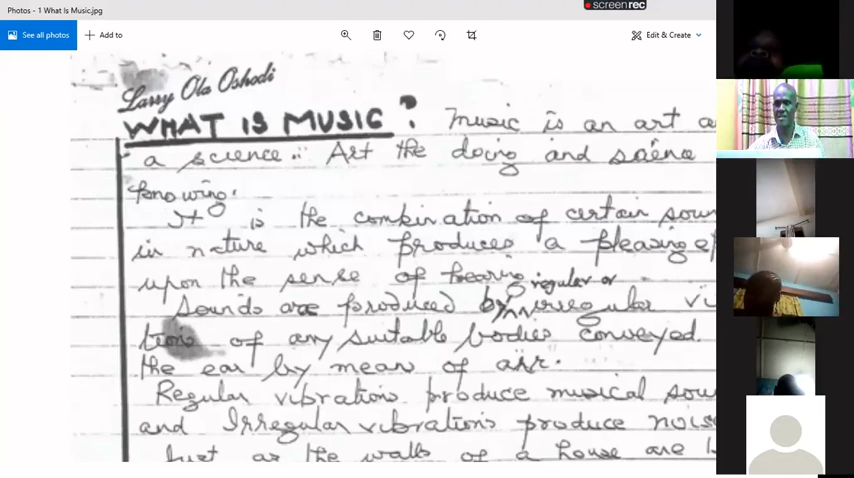 Photos - 1 What Is Music.jpg
screenrec
See all photos
Add to
Edit & Create
Larry Ola Oshodi
WHAT IS MUSIC? Music is an art a
a science... Art the doing and science
Knowing.
It is the combination of certain soun
in nature which produces a pleasing ef
upon the sense of hearing
regular or
Sounds are produced by irregular vi
tion of any suitable bodies conveyed
the ear by mean of air.
Regular vibration produce musical sou
and Irregular vibrations produce nois
Just as the walls of a house are b